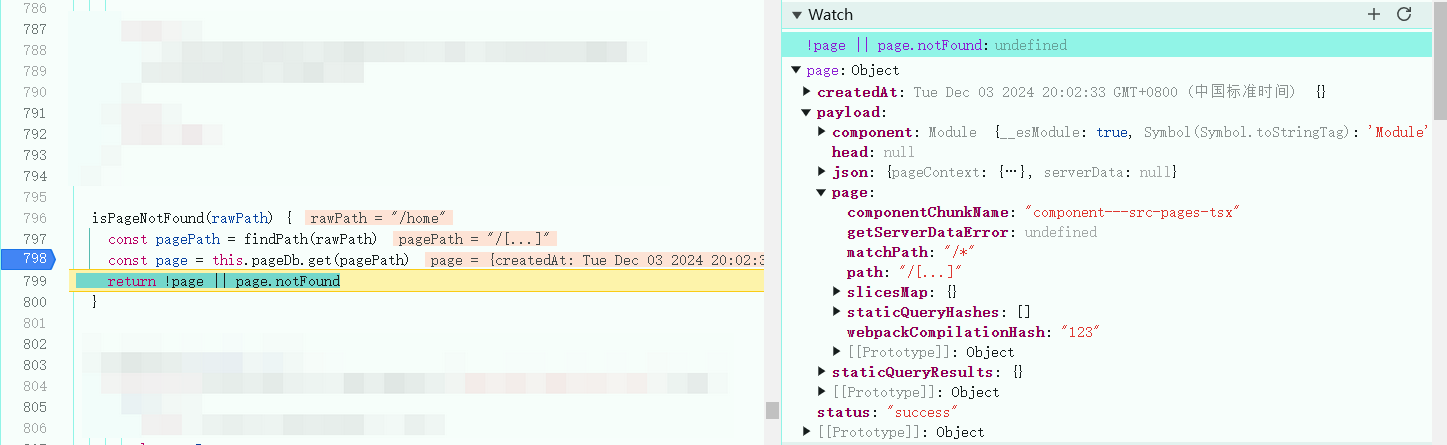 786
787
788
789
790
791
792
793
794
795
796 isPageNotFound(rawPath) { rawPath = "/home"
797 const pagePath = findPath(rawPath) pagePath = "/[...]"
798 const page = this.pageDb.get(pagePath) page = {createdAt: Tue Dec 03 2024 20:02:3
799 return !page || page.notFound
800 }
801
802
803
804
805
806
Watch
!page || page.notFound: undefined
page: Object
createdAt: Tue Dec 03 2024 20:02:33 GMT+0800 (中国标准时间) {}
payload:
component: Module {__esModule: true, Symbol(Symbol.toStringTag): 'Module'
head: null
json: {pageContext: {…}, serverData: null}
page:
componentChunkName: "component---src-pages-tsx"
getServerDataError: undefined
matchPath: "/*"
path: "/[...]"
slicesMap: {}
staticQueryHashes: []
webpackCompilationHash: "123"
[[Prototype]]: Object
staticQueryResults: {}
[[Prototype]]: Object
status: "success"
[[Prototype]]: Object